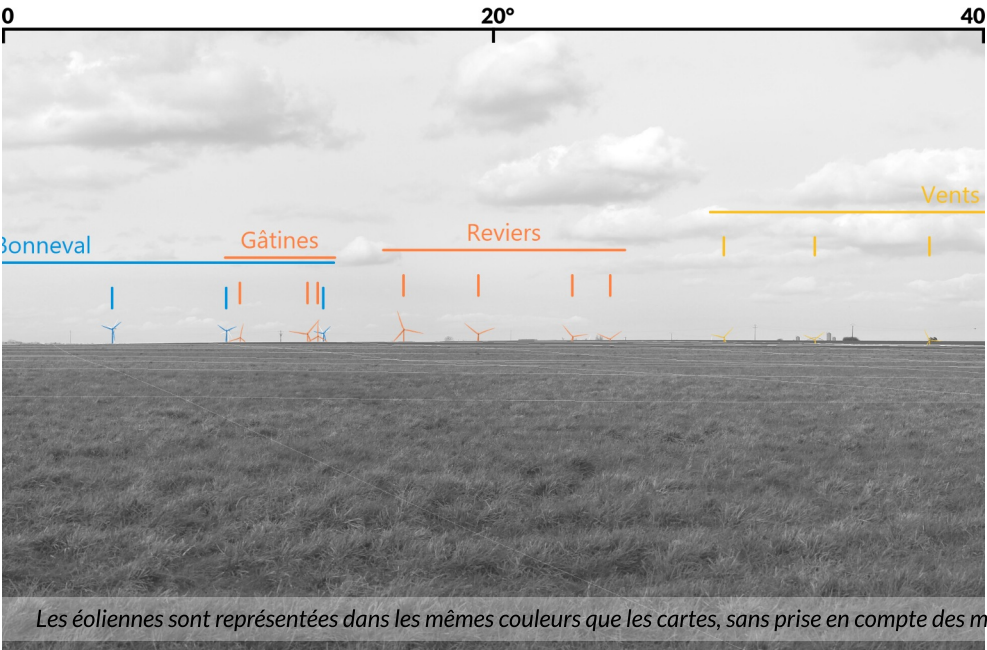 0 20° 40
Vents
Reviers
Gâtines
Bonneval
Les éoliennes sont représentées dans les mêmes couleurs que les cartes, sans prise en compte des m